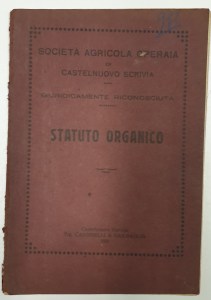 SOCIETÀ AGRICOLA OPERAIA
DI
CASTELNUOVO SCRIVIA
GIURIDICAMENTE RICONOSCIUTA
STATUTO ORGANICO